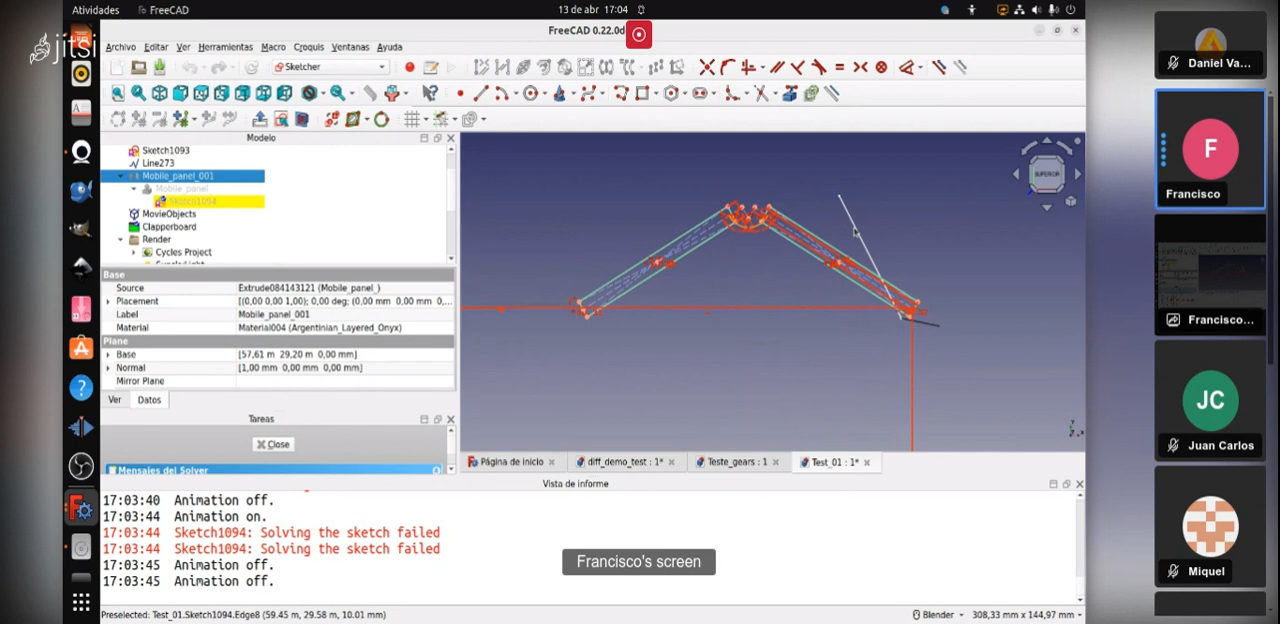 Atividades
FreeCAD
13 de abr 17:04
jitsi
FreeCAD 0.22.0d
Archivo Editar Ver Herramientas Macro Croquis Ventanas Ayuda
Sketcher
Modelo
Sketch1093
Line273
Mobile_panel_001
Mobile_panel
Sketch1094
MovieObjects
Clapperboard
Render
Cycles Project
Base
Source Extrude084143121 (Mobile_panel_)
Placement [(0,00 0,00 1,00); 0,00 deg; (0,00 mm 0,00 mm 0,...
Label Mobile_panel_001
Material Material004 (Argentinian_Layered_Onyx)
Plane
Base [57,61 m 29,20 m 0,00 mm]
Normal [1,00 mm 0,00 mm 0,00 mm]
Mirror Plane
Ver Datos
Tareas
Close
Mensajes del Solver
SUPERIOR
Página de inicio
diff_demo_test : 1*
Teste_gears : 1
Test_01 : 1*
Vista de informe
17:03:40 Animation off.
17:03:44 Animation on.
17:03:44 Sketch1094: Solving the sketch failed
17:03:44 Sketch1094: Solving the sketch failed
17:03:45 Animation off.
17:03:45 Animation off.
Francisco's screen
Preselected: Test_01.Sketch1094.Edge8 (59.45 m, 29.58 m, 10.01 mm)
Blender
308,33 mm x 144,97 mm
Daniel Va...
F
Francisco
Francisco...
JC
Juan Carlos
Miquel